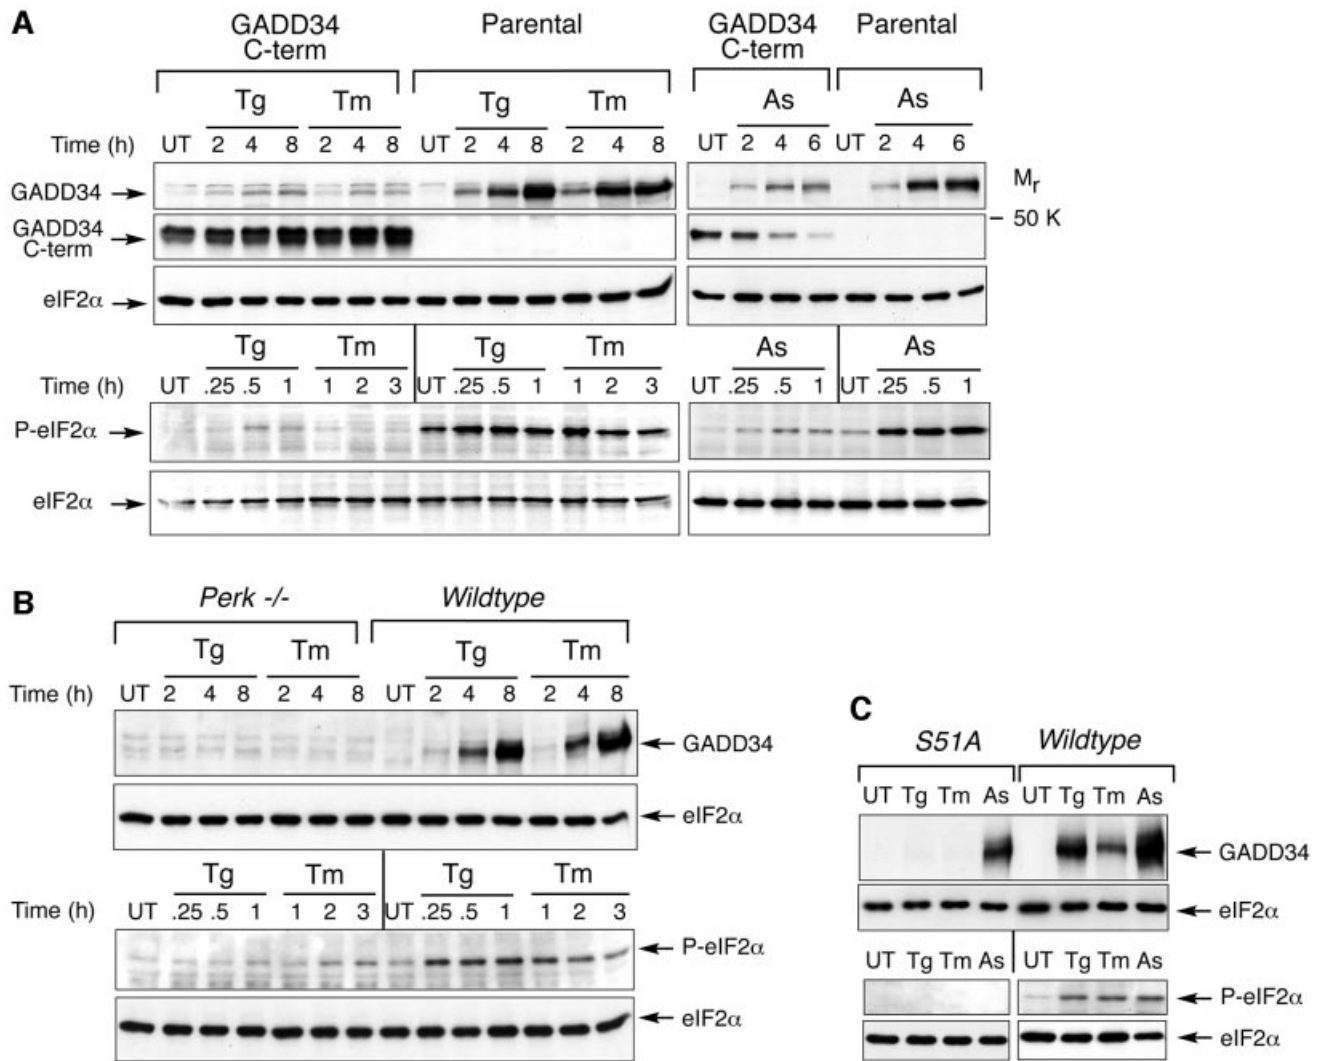 A
GADD34 C-term Parental GADD34 C-term Parental
Tg Tm Tg Tm As As
Time (h) UT 2 4 8 2 4 8 UT 2 4 8 2 4 8 UT 2 4 6 UT 2 4 6
GADD34 Mr
50 K
GADD34 C-term
eIF2α
Tg Tm Tg Tm As As
Time (h) UT .25 .5 1 1 2 3 UT .25 .5 1 1 2 3 UT .25 .5 1 UT .25 .5 1
P-eIF2α
eIF2α
B
Perk -/- Wildtype
Tg Tm Tg Tm
Time (h) UT 2 4 8 2 4 8 UT 2 4 8 2 4 8
GADD34
eIF2α
Tg Tm Tg Tm
Time (h) UT .25 .5 1 1 2 3 UT .25 .5 1 1 2 3
P-eIF2α
eIF2α
C
S51A Wildtype
UT Tg Tm As UT Tg Tm As
GADD34
eIF2α
UT Tg Tm As UT Tg Tm As
P-eIF2α
eIF2α